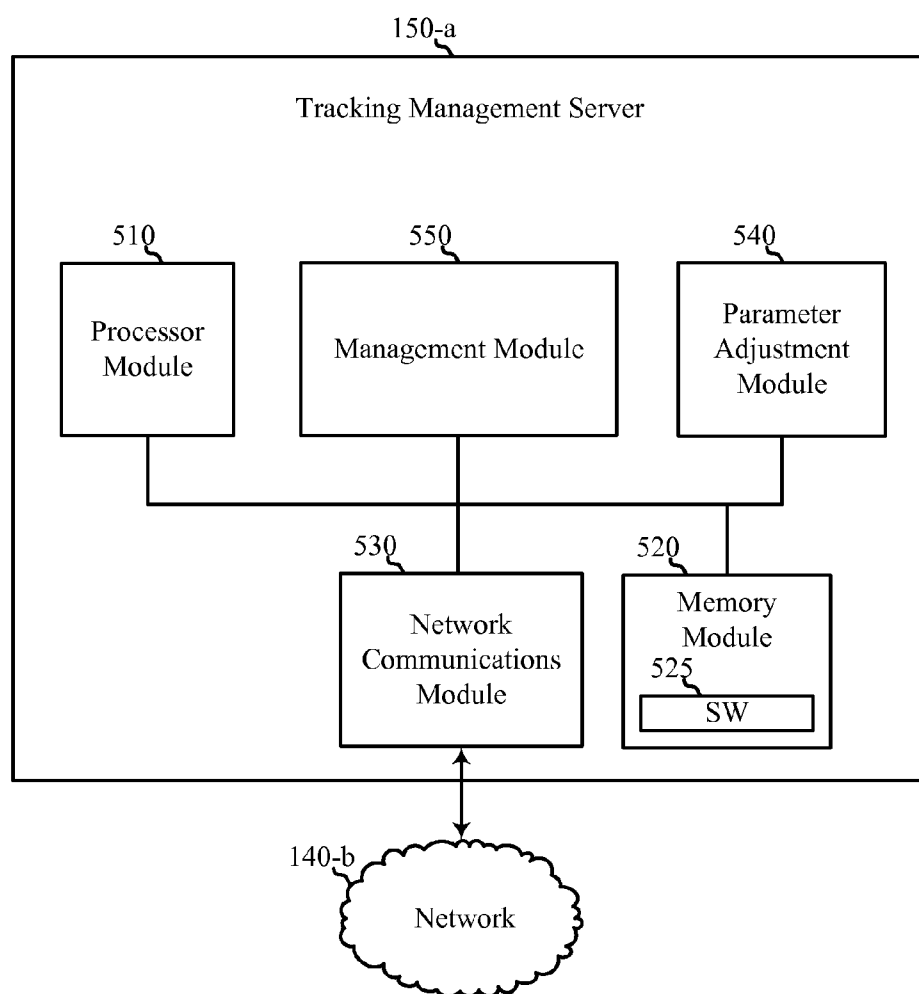 150-a
Tracking Management Server
510
550
540
Processor
Module
Management Module
Parameter
Adjustment
Module
530
520
Network
Communications
Module
Memory
Module
525
SW
140-b
Network